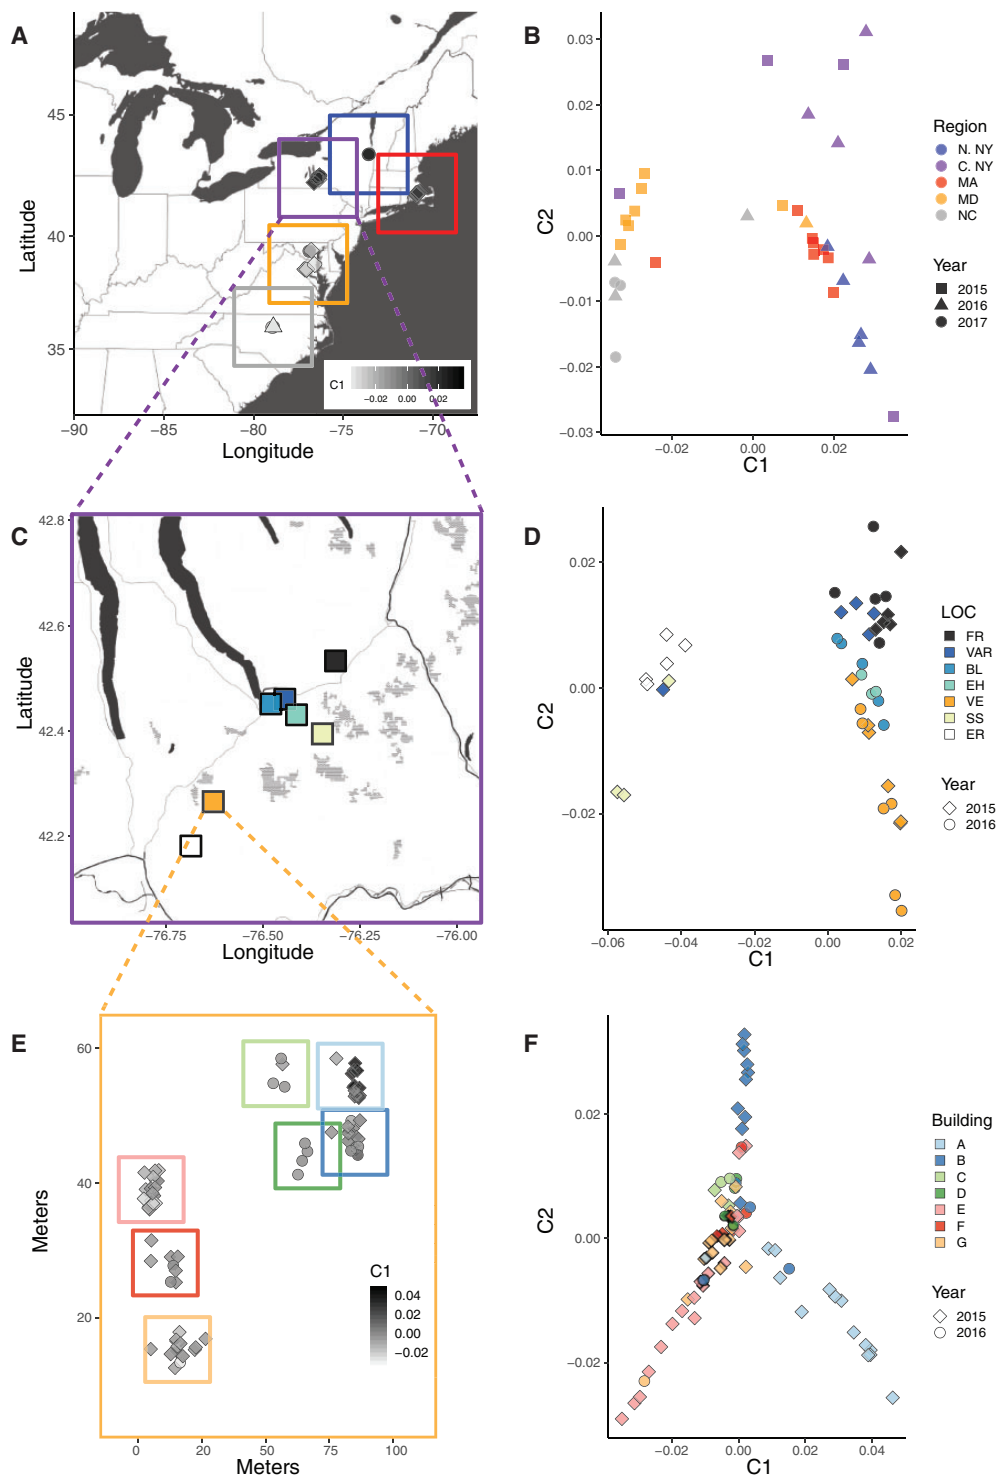 A
Latitude
45
40
35
−90
−85
−80
−75
−70
Longitude
C1
−0.02
0.00
0.02
B
C2
0.03
0.02
0.01
0.00
−0.01
−0.02
−0.03
−0.02
0.00
0.02
C1
Region
N. NY
C. NY
MA
MD
NC
Year
2015
2016
2017
C
Latitude
42.8
42.6
42.4
42.2
−76.75
−76.50
−76.25
−76.00
Longitude
D
C2
0.02
0.00
−0.02
−0.06
−0.04
−0.02
0.00
0.02
C1
LOC
FR
VAR
BL
EH
VE
SS
ER
Year
2015
2016
E
Meters
60
40
20
0
20
75
100
Meters
C1
0.04
0.02
0.00
−0.02
F
C2
0.02
0.00
−0.02
−0.02
0.00
0.02
0.04
C1
Building
A
B
C
D
E
F
G
Year
2015
2016